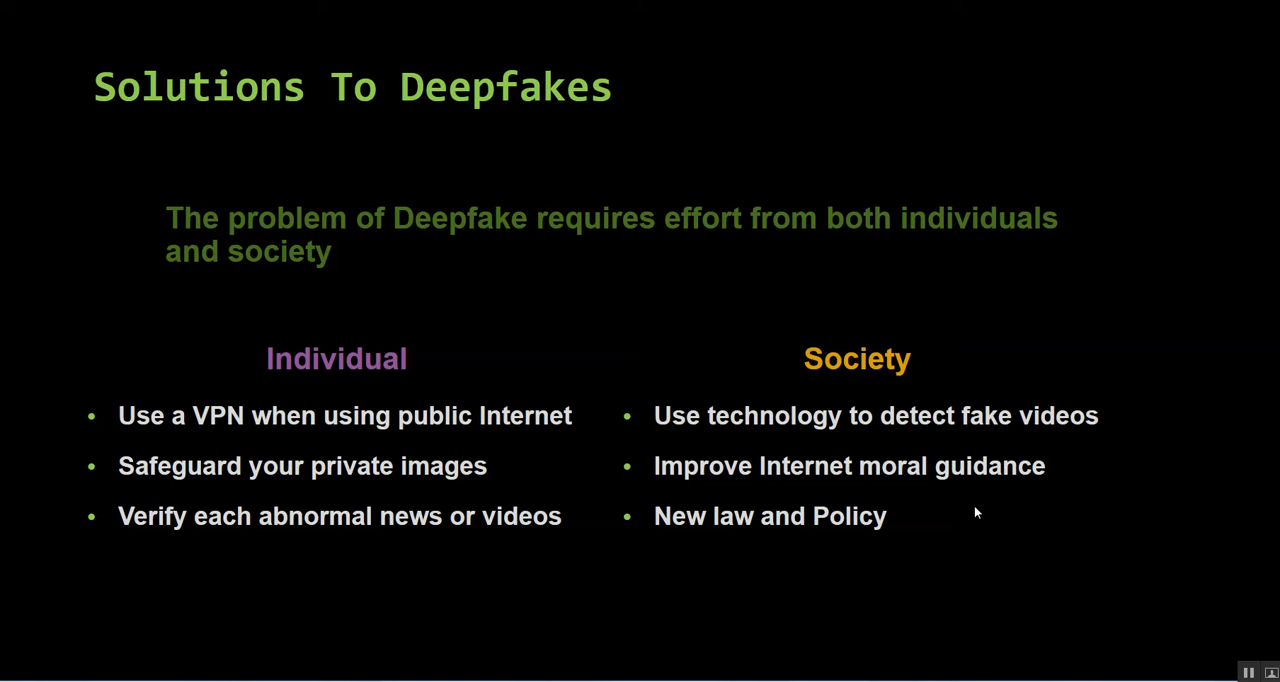 Solutions To Deepfakes
The problem of Deepfake requires effort from both individuals
and society
Individual
• Use a VPN when using public Internet
• Safeguard your private images
• Verify each abnormal news or videos
Society
• Use technology to detect fake videos
• Improve Internet moral guidance
• New law and Policy